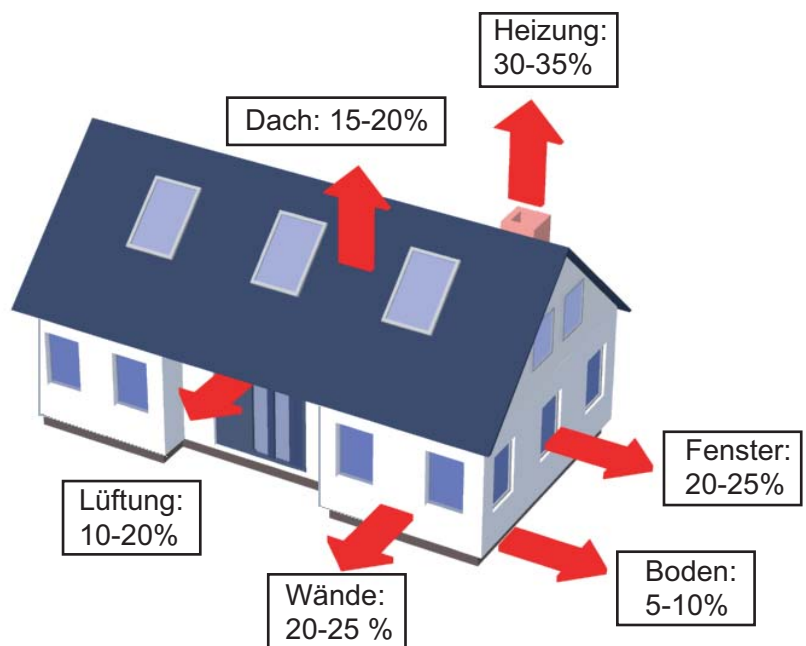 Heizung:
30-35%
Dach: 15-20%
Fenster:
20-25%
Lüftung:
10-20%
Boden:
5-10%
Wände:
20-25 %